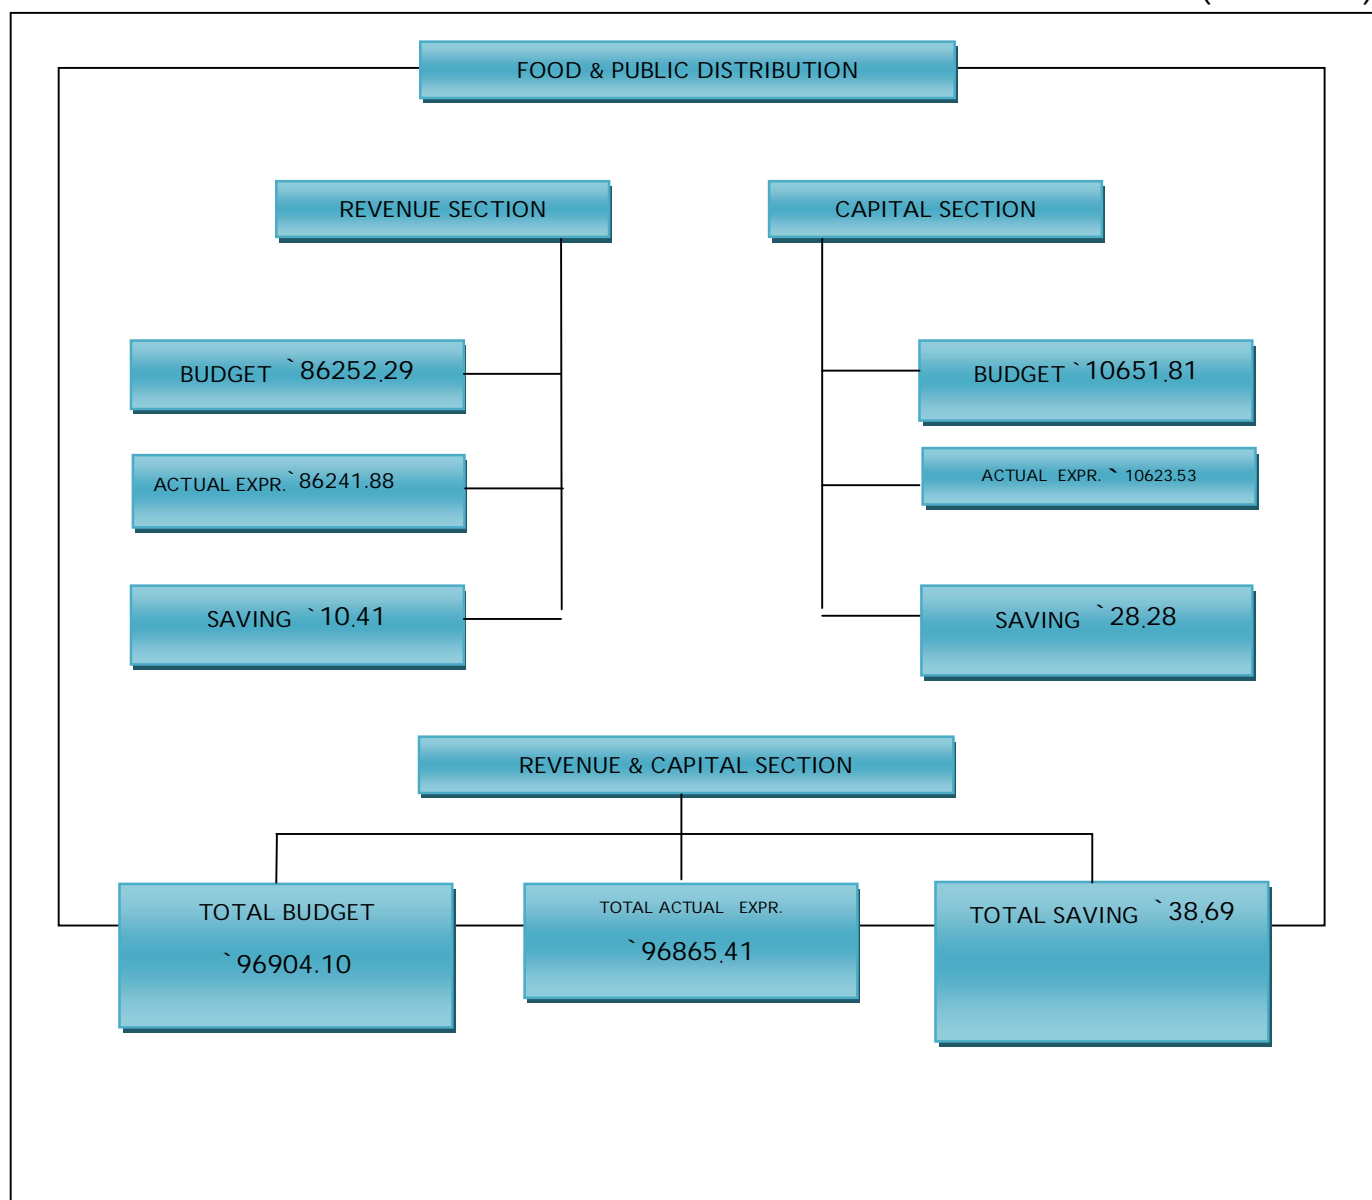 FOOD & PUBLIC DISTRIBUTION
REVENUE SECTION
CAPITAL SECTION
BUDGET `86252.29
BUDGET `10651.81
ACTUAL EXPR.`86241.88
ACTUAL EXPR. ` 10623.53
SAVING `10.41
SAVING `28.28
REVENUE & CAPITAL SECTION
TOTAL BUDGET
`96904.10
TOTAL ACTUAL EXPR.
`96865.41
TOTAL SAVING `38.69